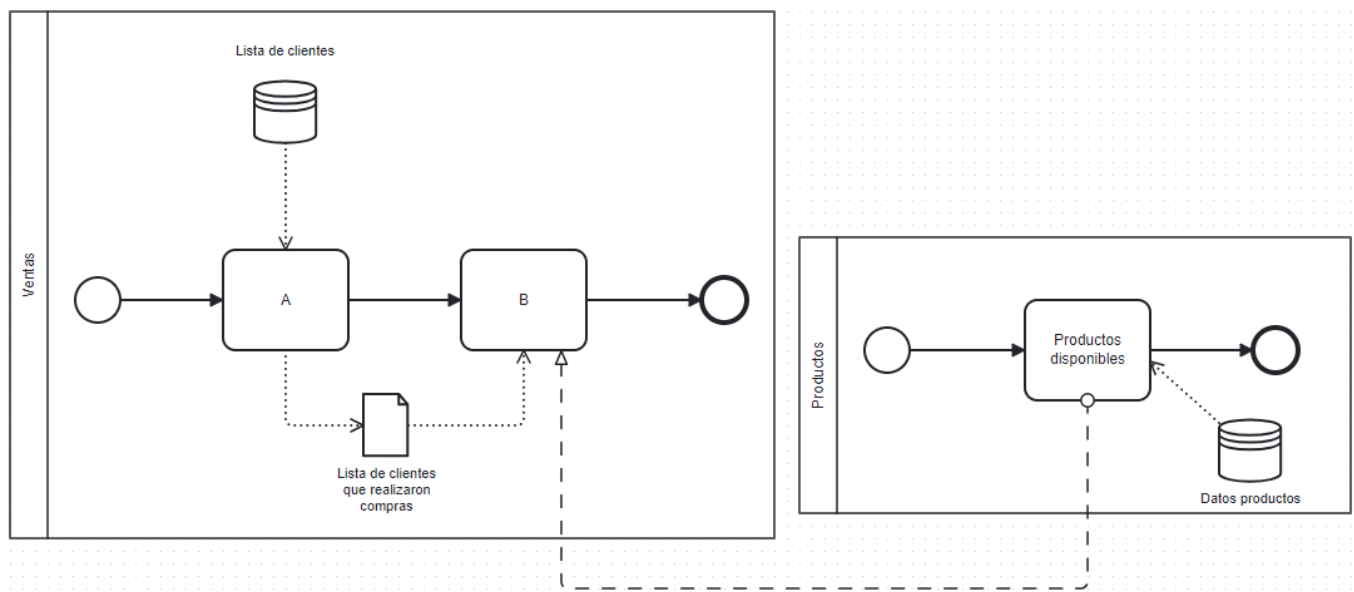 Lista de clientes
Ventas
A
B
Lista de clientes
que realizaron
compras
Productos
Productos
disponibles
Datos productos